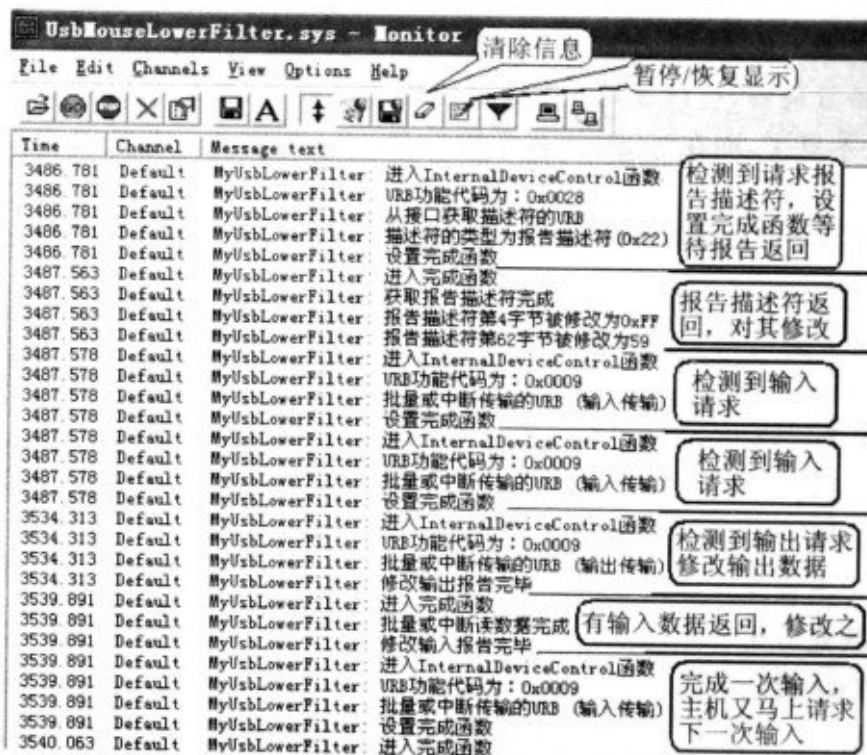 UsbMouseLowerFilter.sys - Monitor
清除信息
File Edit Channels View Options Help
暂停/恢复显示
Time Channel Message text
3486.781 Default MyUsbLowerFilter: 进入InternalDeviceControl函数
3486.781 Default MyUsbLowerFilter: URB功能代码为：0x0028
3486.781 Default MyUsbLowerFilter: 从接口获取描述符的URB
3486.781 Default MyUsbLowerFilter: 描述符的类型为报告描述符(0x22)
3486.781 Default MyUsbLowerFilter: 设置完成函数
检测到请求报
告描述符，设
置完成函数等
待报告返回
3487.563 Default MyUsbLowerFilter: 进入完成函数
3487.563 Default MyUsbLowerFilter: 获取报告描述符完成
3487.563 Default MyUsbLowerFilter: 报告描述符第4字节被修改为0xFF
3487.563 Default MyUsbLowerFilter: 报告描述符第62字节被修改为59
报告描述符返
回，对其修改
3487.578 Default MyUsbLowerFilter: 进入InternalDeviceControl函数
3487.578 Default MyUsbLowerFilter: URB功能代码为：0x0009
3487.578 Default MyUsbLowerFilter: 批量或中断传输的URB (输入传输)
3487.578 Default MyUsbLowerFilter: 设置完成函数
检测到输入
请求
3487.578 Default MyUsbLowerFilter: 进入InternalDeviceControl函数
3487.578 Default MyUsbLowerFilter: URB功能代码为：0x0009
3487.578 Default MyUsbLowerFilter: 批量或中断传输的URB (输入传输)
3487.578 Default MyUsbLowerFilter: 设置完成函数
检测到输入
请求
3534.313 Default MyUsbLowerFilter: 进入InternalDeviceControl函数
3534.313 Default MyUsbLowerFilter: URB功能代码为：0x0009
3534.313 Default MyUsbLowerFilter: 批量或中断传输的URB (输出传输)
3534.313 Default MyUsbLowerFilter: 修改输出报告完毕
检测到输出请求
修改输出数据
3539.891 Default MyUsbLowerFilter: 进入完成函数
3539.891 Default MyUsbLowerFilter: 批量或中断读数据完成
3539.891 Default MyUsbLowerFilter: 修改输入报告完毕
有输入数据返回，修改之
3539.891 Default MyUsbLowerFilter: 进入InternalDeviceControl函数
3539.891 Default MyUsbLowerFilter: URB功能代码为：0x0009
3539.891 Default MyUsbLowerFilter: 批量或中断传输的URB (输入传输)
3539.891 Default MyUsbLowerFilter: 设置完成函数
完成一次输入，
主机又马上请求
下一次输入
3540.063 Default MyUsbLowerFilter: 进入完成函数